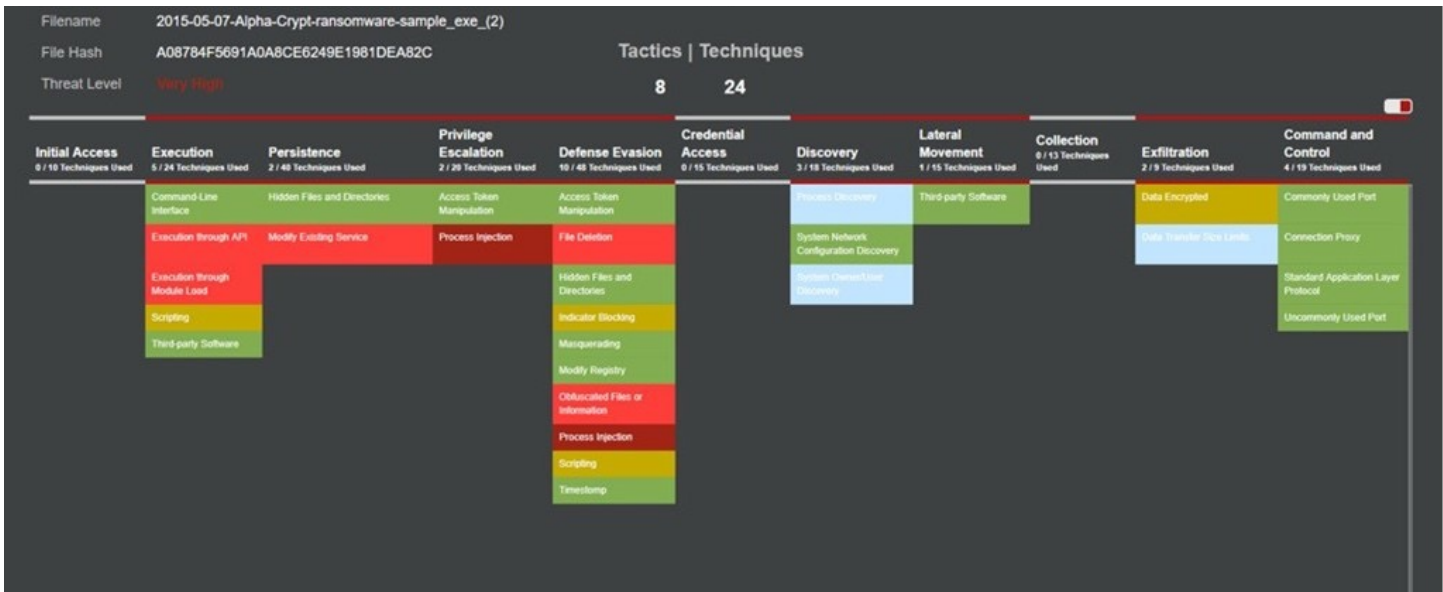 Filename 2015-05-07-Alpha-Crypt-ransomware-sample_exe_(2)
File Hash A08784F5691A0A8CE6249E1981DEA82C
Threat Level Very High
Tactics | Techniques
8 24
Initial Access
0 / 10 Techniques Used
Execution
5 / 24 Techniques Used
Persistence
2 / 40 Techniques Used
Privilege
Escalation
2 / 20 Techniques Used
Defense Evasion
10 / 48 Techniques Used
Credential
Access
0 / 15 Techniques Used
Discovery
3 / 18 Techniques Used
Lateral
Movement
1 / 15 Techniques Used
Collection
0 / 13 Techniques
Used
Exfiltration
2 / 9 Techniques Used
Command and
Control
4 / 19 Techniques Used
Command-Line
Interface
Execution through API
Execution through
Module Load
Scripting
Third-party Software
Hidden Files and Directories
Modify Existing Service
Access Token
Manipulation
Process Injection
Access Token
Manipulation
File Deletion
Hidden Files and
Directories
Indicator Blocking
Masquerading
Modify Registry
Obfuscated Files or
Information
Process Injection
Scripting
Timestomp
Process Discovery
System Network
Configuration Discovery
System Owner/User
Discovery
Third-party Software
Data Encrypted
Data Transfer Size Limits
Commonly Used Port
Connection Proxy
Standard Application Layer
Protocol
Uncommonly Used Port